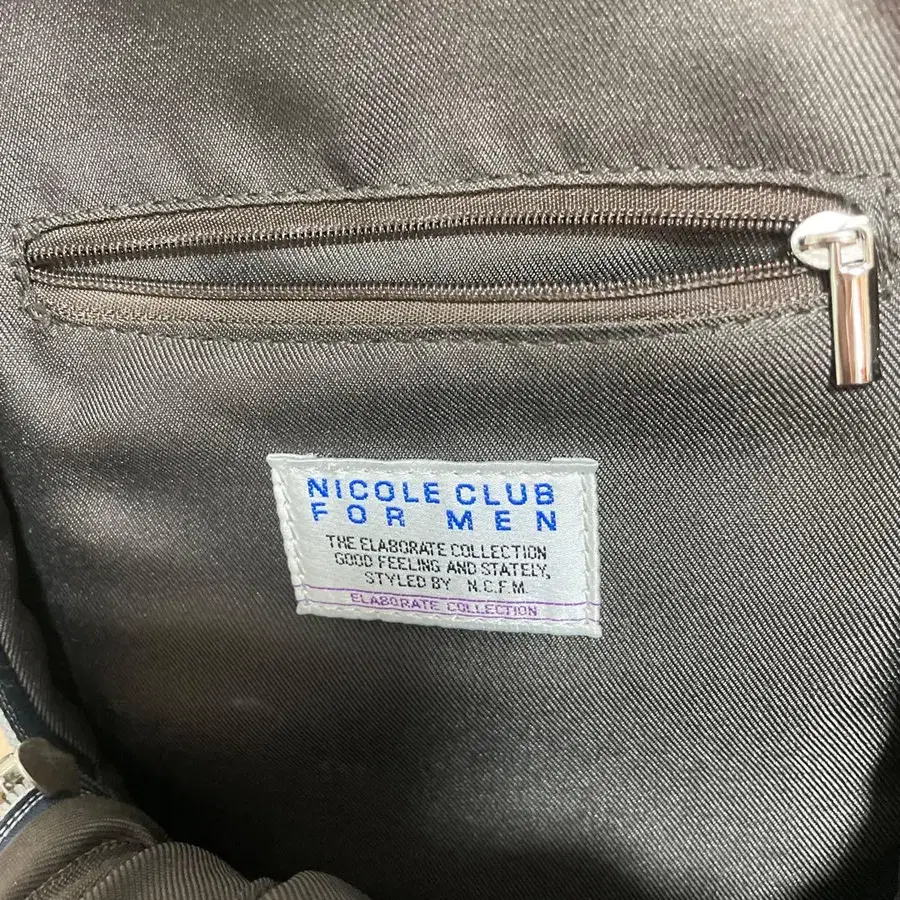 NICOLE CLUB
FOR MEN
THE ELABORATE COLLECTION
GOOD FEELING AND STATELY,
STYLED BY N.C.F.M.
ELABORATE COLLECTION